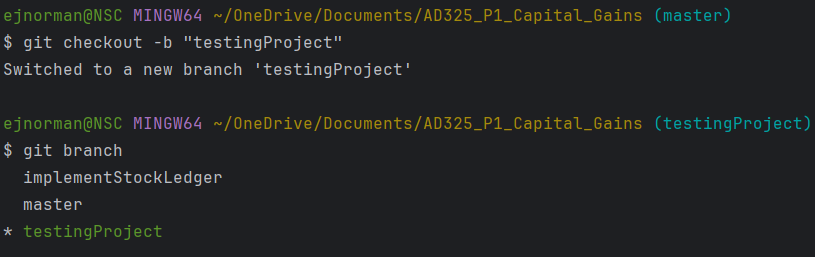 ejnorman@NSC MINGW64 ~/OneDrive/Documents/AD325_P1_Capital_Gains (master)
$ git checkout -b "testingProject"
Switched to a new branch 'testingProject'
ejnorman@NSC MINGW64 ~/OneDrive/Documents/AD325_P1_Capital_Gains (testingProject)
$ git branch
  implementStockLedger
  master
* testingProject